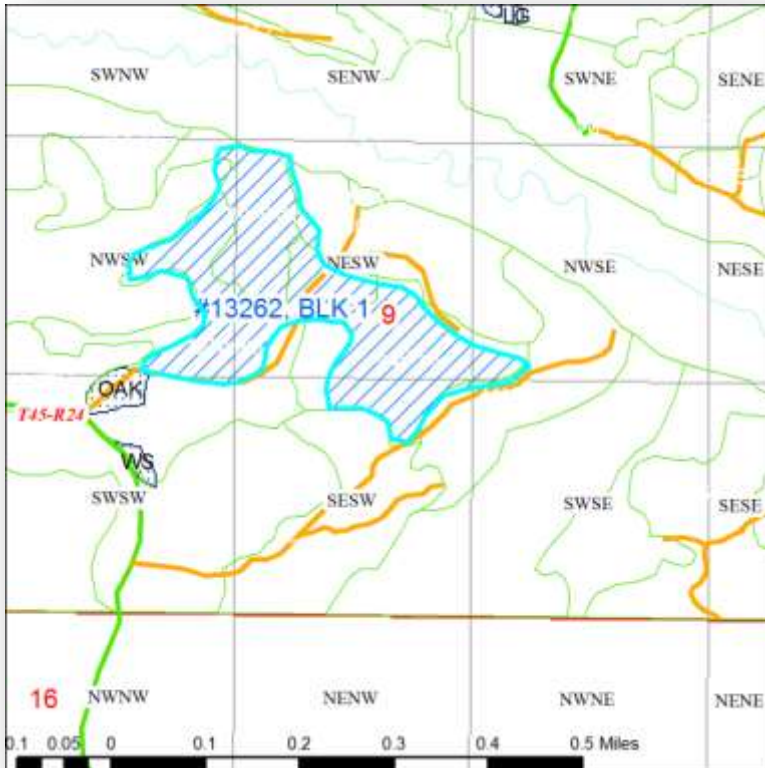 LG
SWNW SENW SWNE SENE
NWSW NESW NWSE NESE
#13262, BLK 1 9
OAK
T45-R24
WS
SWSW SESW SWSE SESE
16 NWNW NENW NWNE NENE
0.1 0.05 0 0.1 0.2 0.3 0.4 0.5 Miles